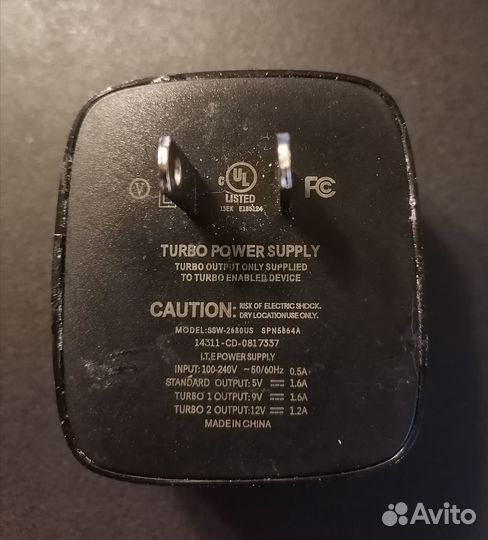 V
C UL
LISTED
13EK E185124
FC
TURBO POWER SUPPLY
TURBO OUTPUT ONLY SUPPLIED
TO TURBO ENABLED DEVICE
CAUTION: RISK OF ELECTRIC SHOCK.
DRY LOCATION USE ONLY.
MODEL:SSW-2680US SPN5864A
14311-CD-0817337
I.T.E POWER SUPPLY
INPUT: 100-240V ~ 50/60Hz 0.5A
STANDARD OUTPUT: 5V ⎓ 1.6A
TURBO 1 OUTPUT: 9V ⎓ 1.6A
TURBO 2 OUTPUT: 12V ⎓ 1.2A
MADE IN CHINA
Avito